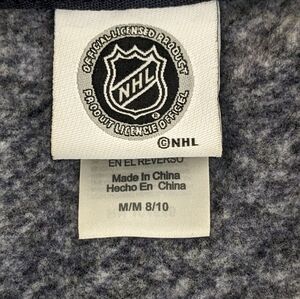 OFFICIAL LICENSED PRODUCT
NHL
®
PRODUIT LICENCIÉ OFFICIEL
©NHL
EN EL REVERSO
Made In China
Hecho En China
M/M 8/10